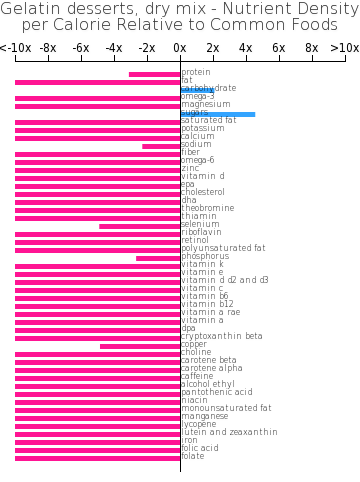 Gelatin desserts, dry mix - Nutrient Density
per Calorie Relative to Common Foods
<-10x -8x -6x -4x -2x 0x 2x 4x 6x 8x >10x
protein
fat
carbohydrate
omega-3
magnesium
sugars
saturated fat
potassium
calcium
sodium
fiber
omega-6
zinc
vitamin d
epa
cholesterol
dha
theobromine
thiamin
selenium
riboflavin
retinol
polyunsaturated fat
phosphorus
vitamin k
vitamin e
vitamin d d2 and d3
vitamin c
vitamin b6
vitamin b12
vitamin a rae
vitamin a
dpa
cryptoxanthin beta
copper
choline
carotene beta
carotene alpha
caffeine
alcohol ethyl
pantothenic acid
niacin
monounsaturated fat
manganese
lycopene
lutein and zeaxanthin
iron
folic acid
folate